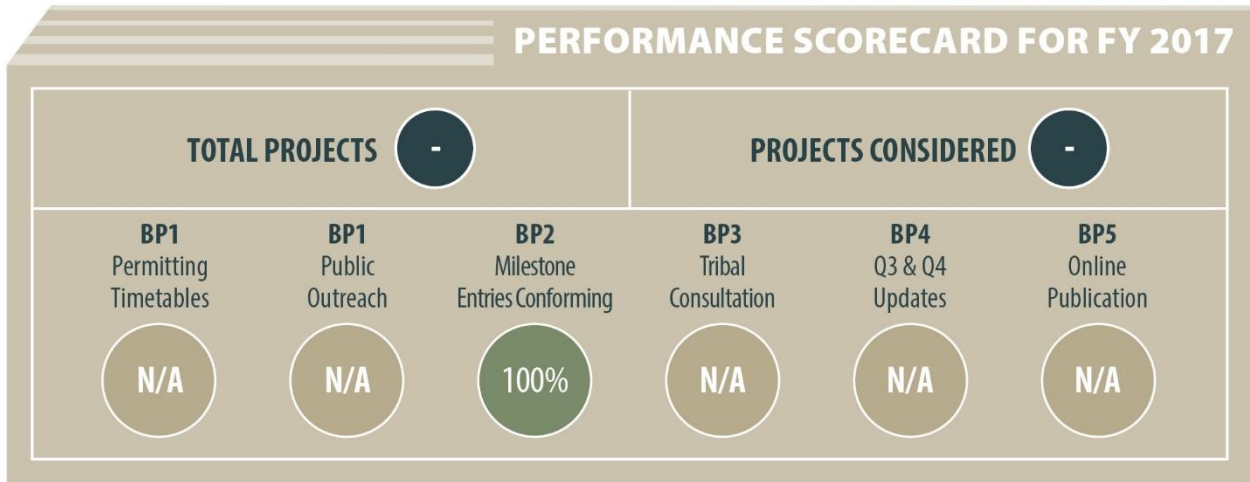 PERFORMANCE SCORECARD FOR FY 2017
TOTAL PROJECTS -
PROJECTS CONSIDERED -
BP1
Permitting
Timetables
N/A
BP1
Public
Outreach
N/A
BP2
Milestone
Entries Conforming
100%
BP3
Tribal
Consultation
N/A
BP4
Q3 & Q4
Updates
N/A
BP5
Online
Publication
N/A